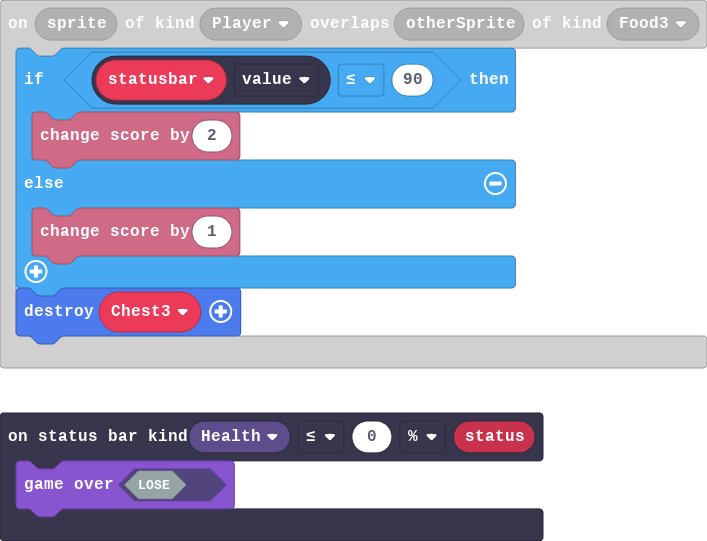 on sprite of kind Player overlaps otherSprite of kind Food3
if statusbar value ≤ 90 then
change score by 2
else
change score by 1
destroy Chest3
on status bar kind Health ≤ 0 % status
game over LOSE